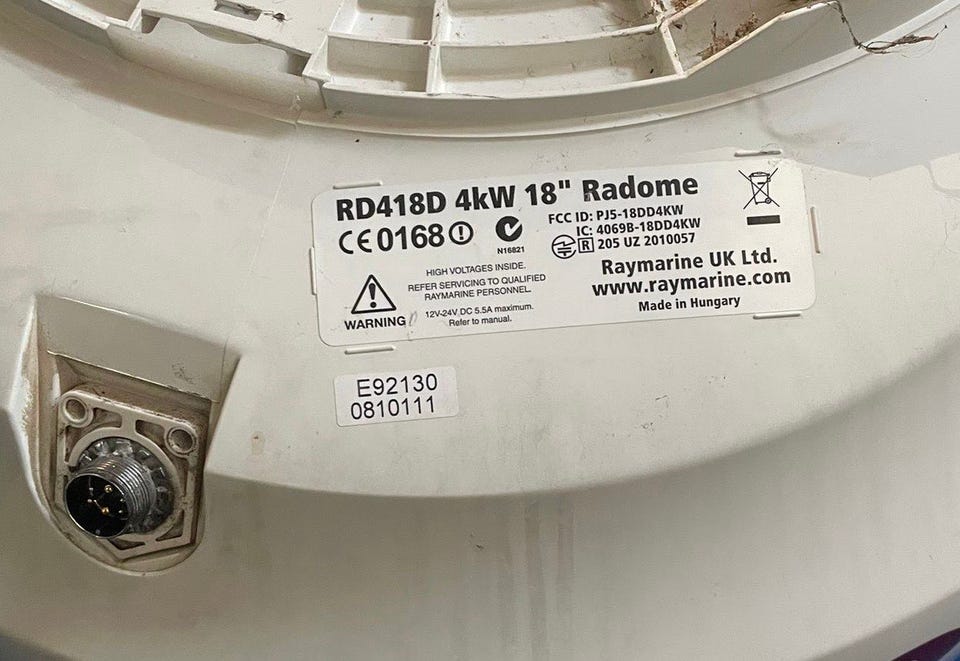 RD418D 4kW 18" Radome
CE0168
N16821
FCC ID: PJ5-18DD4KW
IC: 4069B-18DD4KW
R 205 UZ 2010057
HIGH VOLTAGES INSIDE.
REFER SERVICING TO QUALIFIED
RAYMARINE PERSONNEL.
WARNING
12V-24V DC 5.5A maximum.
Refer to manual.
Raymarine UK Ltd.
www.raymarine.com
Made in Hungary
E92130
0810111